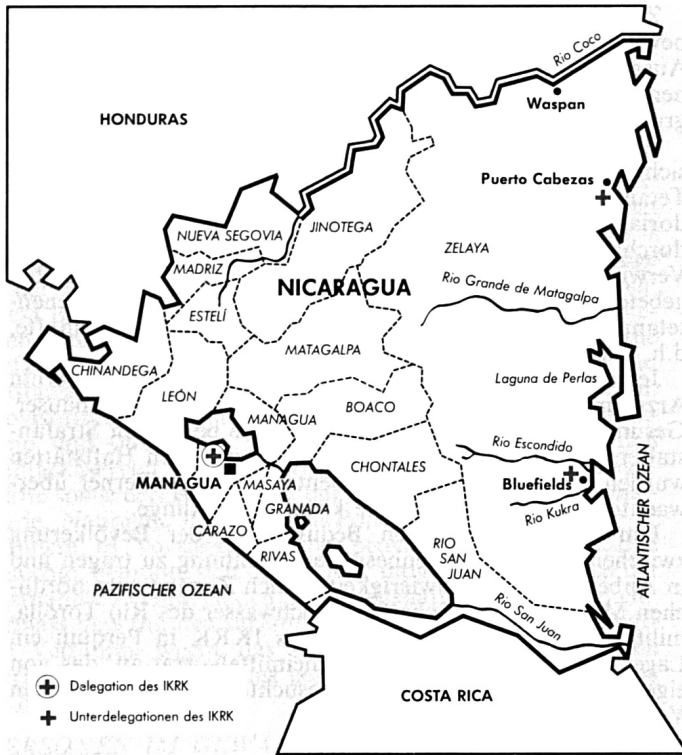 Rio Coco
Waspan
HONDURAS
Puerto Cabezas
NUEVA SEGOVIA
JINOTEGA
ZELAYA
MADRIZ
NICARAGUA
Rio Grande de Matagalpa
ESTELÍ
MATAGALPA
CHINANDEGA
LEÓN
Laguna de Perlas
MANAGUA
BOACO
Rio Escondido
CHONTALES
MANAGUA
MASAYA
Bluefields
GRANADA
Rio Kukra
CARAZO
RIVAS
RIO
SAN
JUAN
ATLANTISCHER OZEAN
PAZIFISCHER OZEAN
Rio San Juan
Delegation des IKRK
COSTA RICA
Unterdelegationen des IKRK